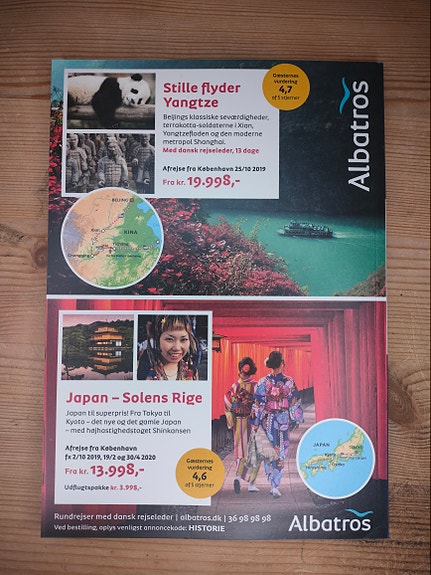 Stille flyder
Yangtze
Beijings klassiske seværdigheder,
terrakotta-soldaterne i Xian,
Yangtzefloden og den moderne
metropol Shanghai.
Med dansk rejseleder, 13 dage
Afrejse fra København 25/10 2019
Fra kr. 19.998,-
Gæsternes
vurdering
4,7
af 5 stjerner
Albatros
BEIJING
KINA
Japan – Solens Rige
Japan til superpris! Fra Tokyo til
Kyoto – det nye og det gamle Japan
– med højhastighedstoget Shinkansen
Afrejse fra København
fx 2/10 2019, 19/2 og 30/4 2020
Fra kr. 13.998,-
Udflugtspakke kr. 3.998,-
Gæsternes
vurdering
4,6
af 5 stjerner
JAPAN
Rundrejser med dansk rejseleder | albatros.dk | 36 98 98 98
Ved bestilling, oplys venligst annoncekode: HISTORIE
Albatros